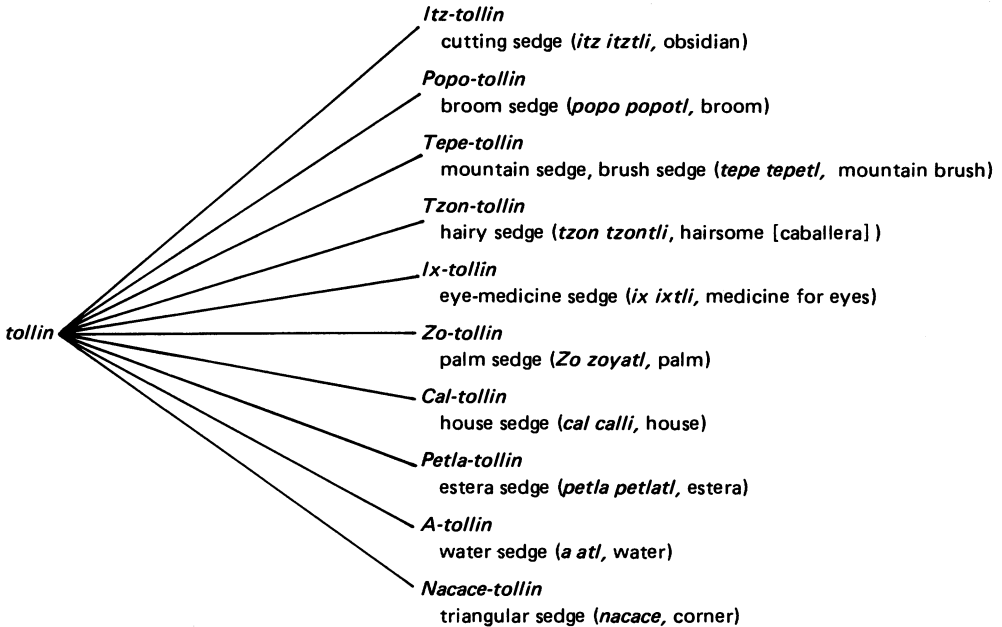 Itz-tollin
cutting sedge (itz itztli, obsidian)
Popo-tollin
broom sedge (popo popotl, broom)
Tepe-tollin
mountain sedge, brush sedge (tepe tepetl, mountain brush)
Tzon-tollin
hairy sedge (tzon tzontli, hairsome [caballera] )
Ix-tollin
eye-medicine sedge (ix ixtli, medicine for eyes)
tollin
Zo-tollin
palm sedge (Zo zoyatl, palm)
Cal-tollin
house sedge (cal calli, house)
Petla-tollin
estera sedge (petla petlatl, estera)
A-tollin
water sedge (a atl, water)
Nacace-tollin
triangular sedge (nacace, corner)